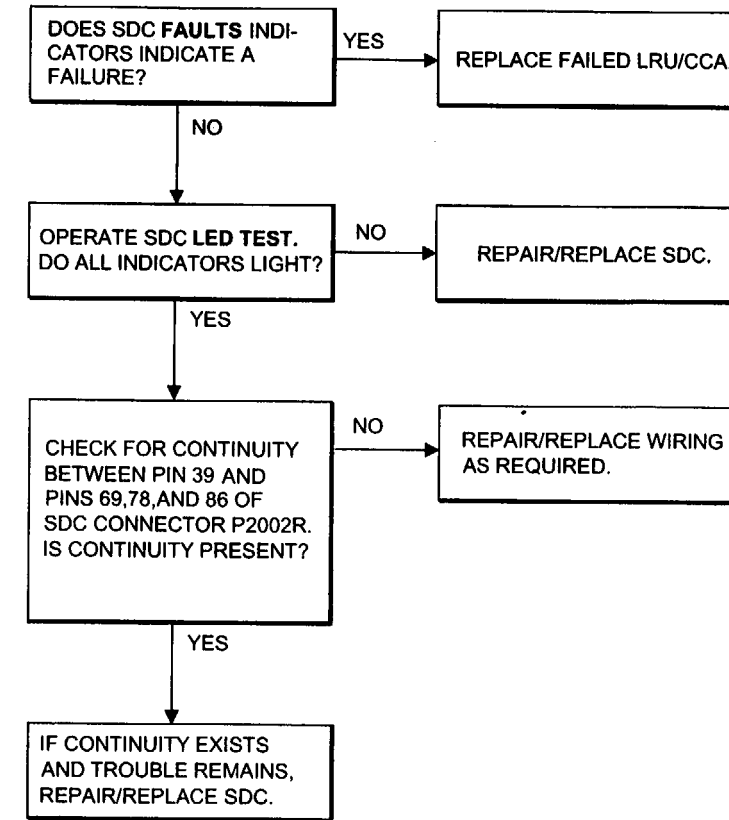 DOES SDC FAULTS INDI-
CATORS INDICATE A
FAILURE?
YES
REPLACE FAILED LRU/CCA.
NO
OPERATE SDC LED TEST.
DO ALL INDICATORS LIGHT?
NO
REPAIR/REPLACE SDC.
YES
CHECK FOR CONTINUITY
BETWEEN PIN 39 AND
PINS 69,78,AND 86 OF
SDC CONNECTOR P2002R.
IS CONTINUITY PRESENT?
NO
REPAIR/REPLACE WIRING
AS REQUIRED.
YES
IF CONTINUITY EXISTS
AND TROUBLE REMAINS,
REPAIR/REPLACE SDC.